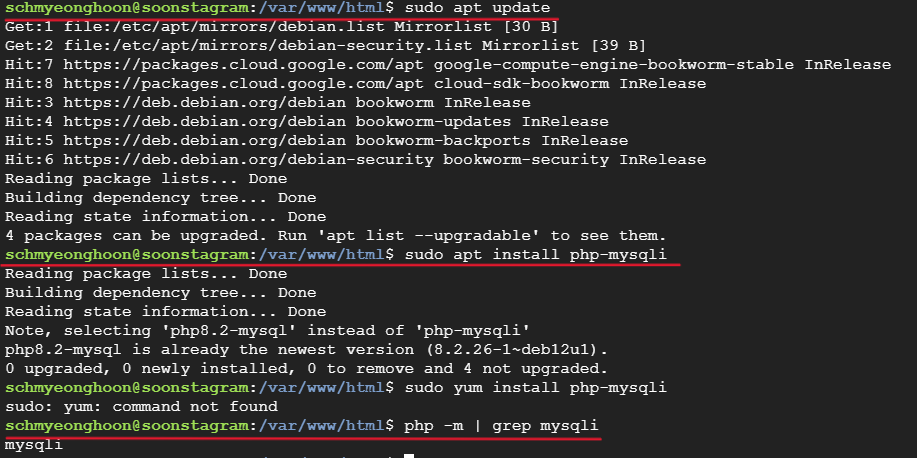 schmyeonghoon@soonstagram:/var/www/html$ sudo apt update
Get:1 file:/etc/apt/mirrors/debian.list Mirrorlist [30 B]
Get:2 file:/etc/apt/mirrors/debian-security.list Mirrorlist [39 B]
Hit:7 https://packages.cloud.google.com/apt google-compute-engine-bookworm-stable InRelease
Hit:8 https://packages.cloud.google.com/apt cloud-sdk-bookworm InRelease
Hit:3 https://deb.debian.org/debian bookworm InRelease
Hit:4 https://deb.debian.org/debian bookworm-updates InRelease
Hit:5 https://deb.debian.org/debian bookworm-backports InRelease
Hit:6 https://deb.debian.org/debian-security bookworm-security InRelease
Reading package lists... Done
Building dependency tree... Done
Reading state information... Done
4 packages can be upgraded. Run 'apt list --upgradable' to see them.
schmyeonghoon@soonstagram:/var/www/html$ sudo apt install php-mysqli
Reading package lists... Done
Building dependency tree... Done
Reading state information... Done
Note, selecting 'php8.2-mysql' instead of 'php-mysqli'
php8.2-mysql is already the newest version (8.2.26-1~deb12u1).
0 upgraded, 0 newly installed, 0 to remove and 4 not upgraded.
schmyeonghoon@soonstagram:/var/www/html$ sudo yum install php-mysqli
sudo: yum: command not found
schmyeonghoon@soonstagram:/var/www/html$ php -m | grep mysqli
mysqli